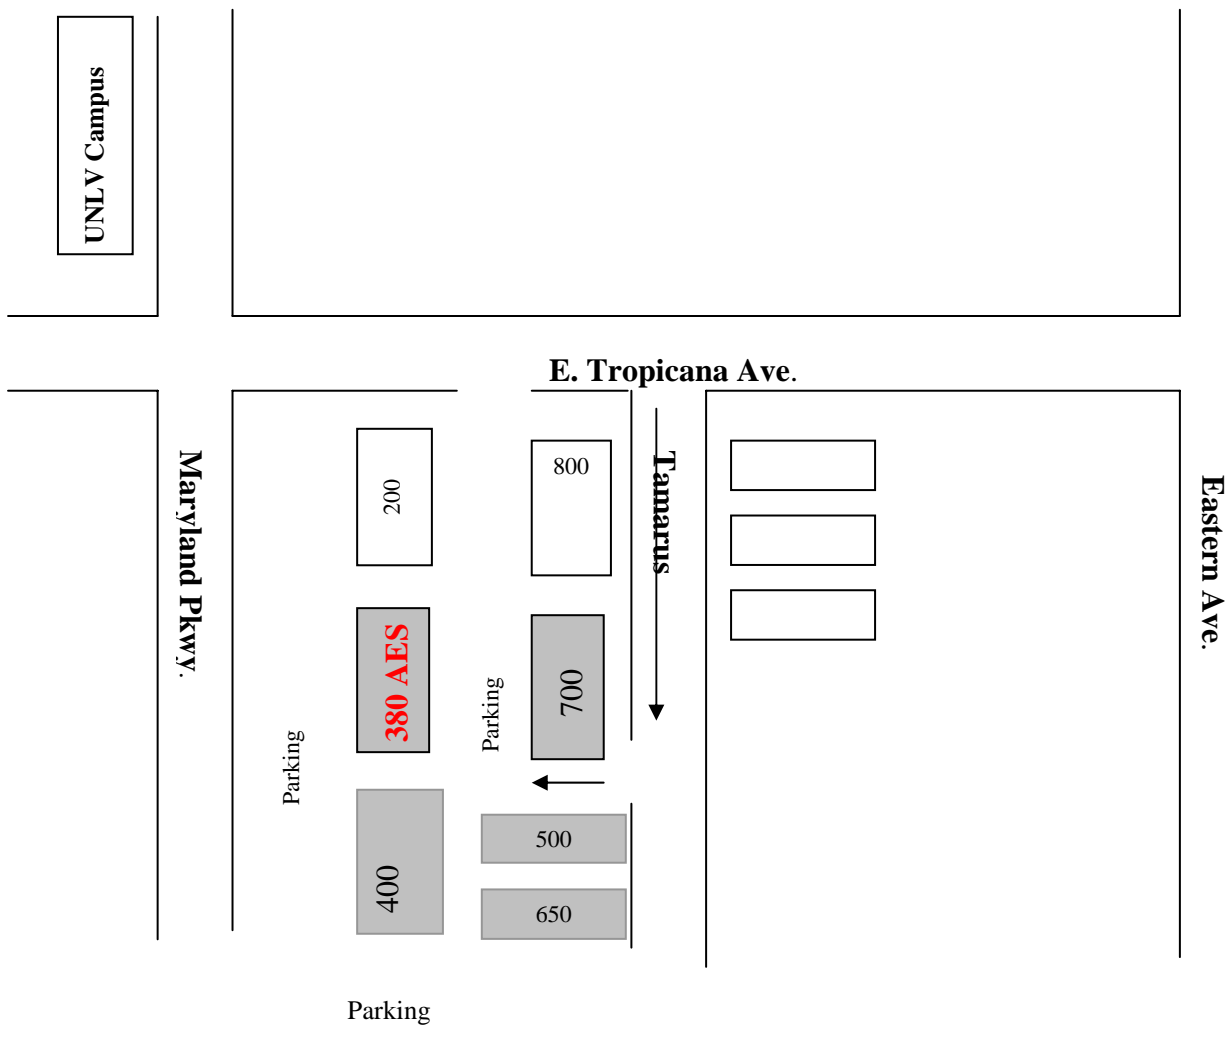 UNLV Campus
E. Tropicana Ave.
Maryland Pkwy.
200
800
Tamarus
Eastern Ave.
380 AES
Parking
700
Parking
400
500
650
Parking